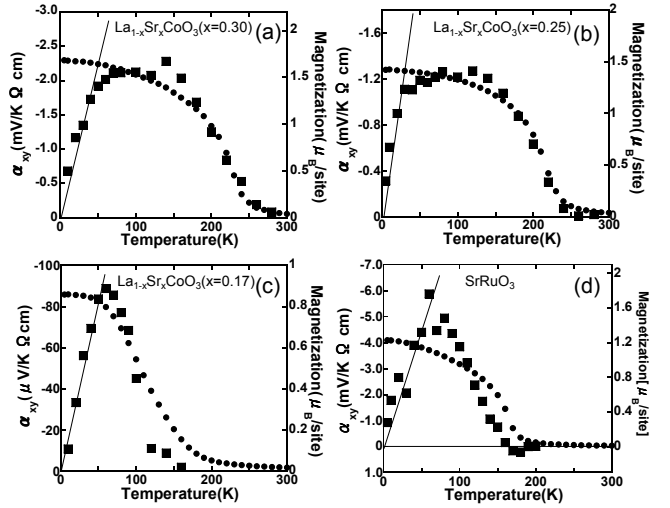 La1-xSrxCoO3(x=0.30)
(a)
αxy(mV/K Ω cm)
-3.0
-2.5
-2.0
-1.5
-1.0
-0.5
0
2
1.5
1
0.5
0
Magnetization(μB/site)
0 50 100 150 200 250 300
Temperature(K)
La1-xSrxCoO3(x=0.25)
(b)
αxy(mV/K Ω cm)
-1.6
-1.2
-0.8
-0.4
0
2
1.5
1
0.5
0
Magnetization(μB/site)
0 100 200 300
Temperature(K)
La1-xSrxCoO3(x=0.17)
(c)
αxy(μV/K Ω cm)
-100
-80
-60
-40
-20
0
1
0.8
0.6
0.4
0.2
0
Magnetization(μB/site)
0 50 100 150 200 250 300
Temperature(K)
SrRuO3
(d)
αxy(mV/K Ω cm)
-7.0
-6.0
-5.0
-4.0
-3.0
-2.0
-1.0
0
1.0
2
1.6
1.2
0.8
0.4
0
Magnetization[μB/site]
0 50 100 150 200 250 300
Temperature(K)